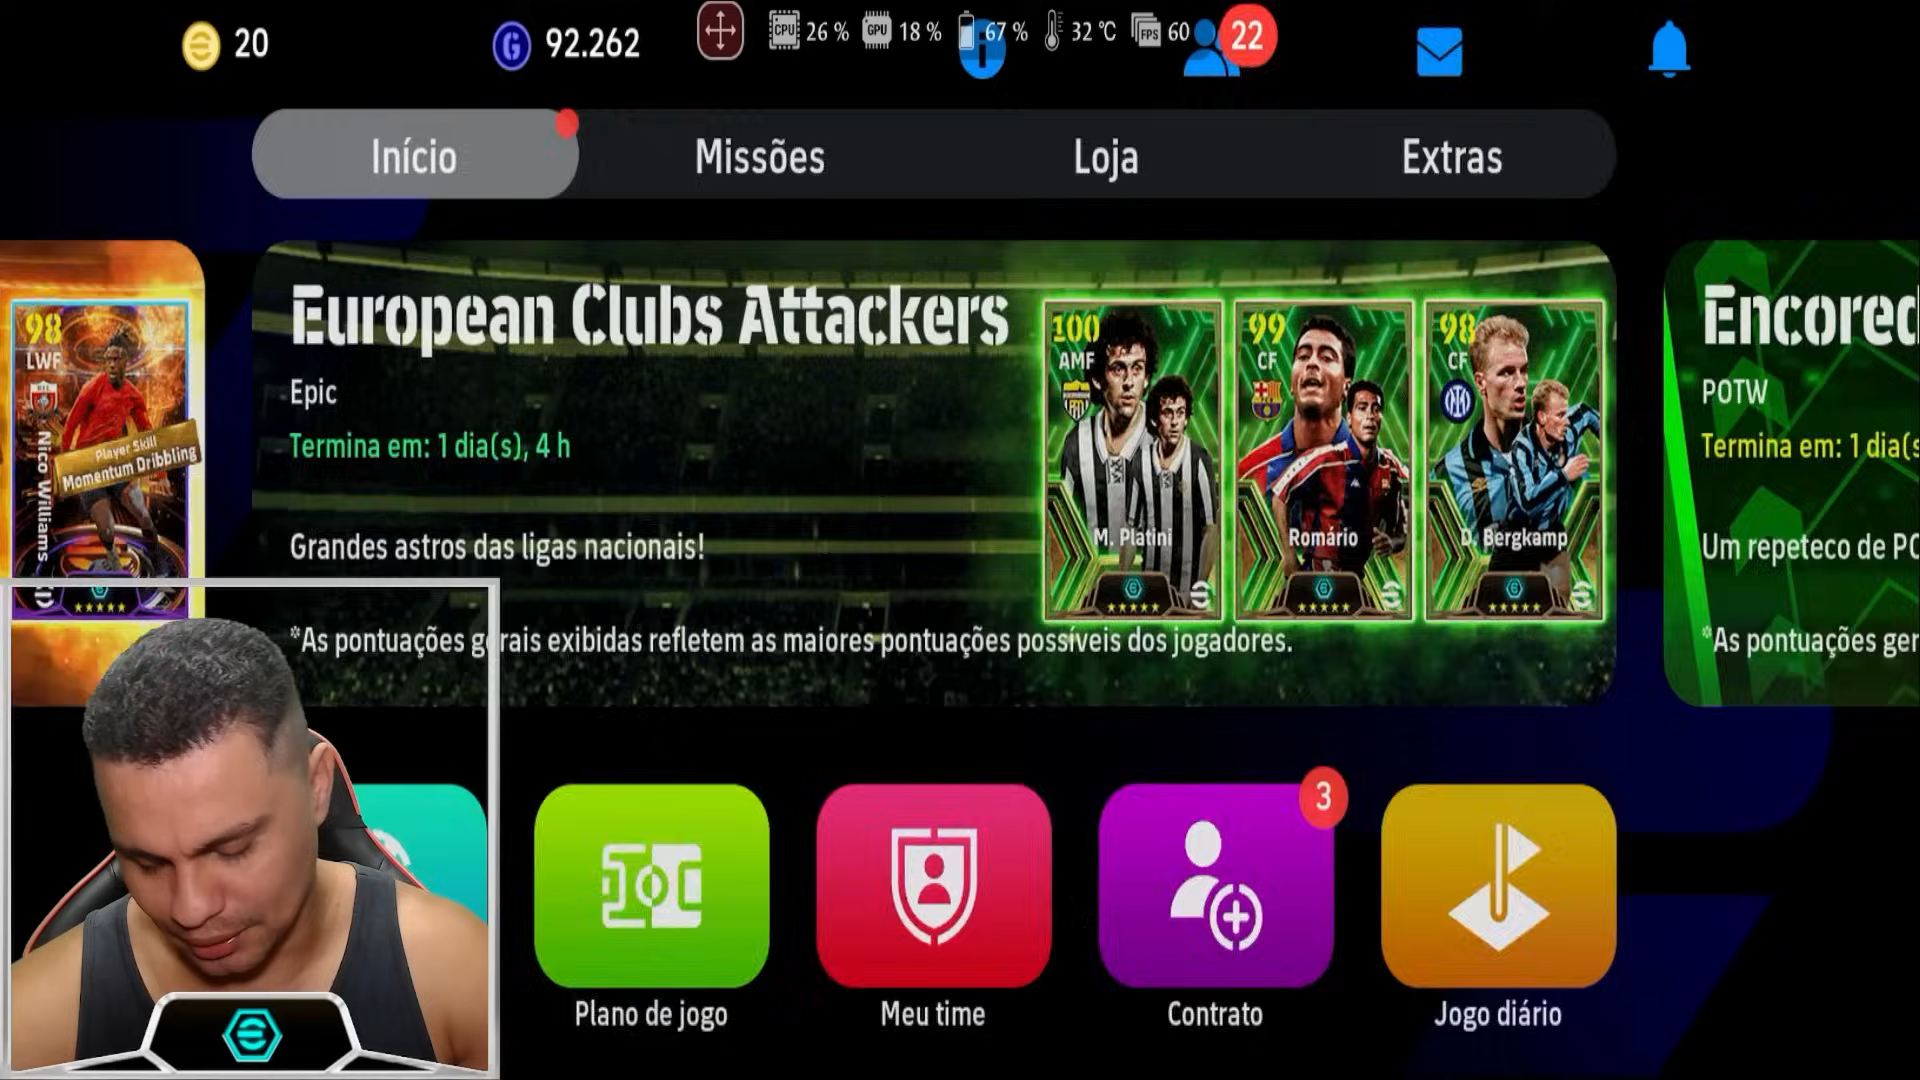 20
92.262
CPU 26 %
GPU 18 %
67 %
32 ℃
FPS 60
22
Início
Missões
Loja
Extras
98
LWF
Player Skill
Momentum Dribbling
Nico Williams
European Clubs Attackers
Epic
Termina em: 1 dia(s), 4 h
Grandes astros das ligas nacionais!
*As pontuações gerais exibidas refletem as maiores pontuações possíveis dos jogadores.
100
AMF
M. Platini
99
CF
Romário
98
CF
D. Bergkamp
Encored
POTW
Termina em: 1 dia(s
Um repeteco de PO
*As pontuações ger
Plano de jogo
Meu time
3
Contrato
Jogo diário